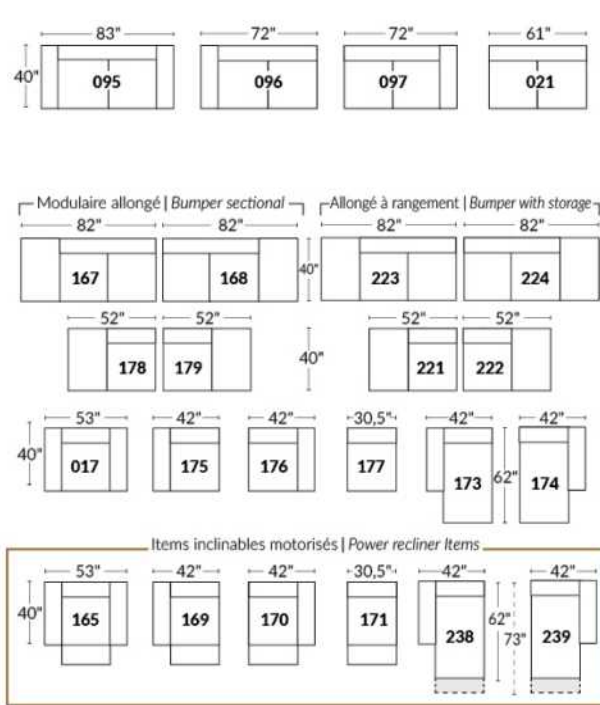 83" 72" 72" 61"
40" 095 096 097 021
Modulaire allongé | Bumper sectional Allongé à rangement | Bumper with storage
82" 82" 82" 82"
167 168 40" 223 224
52" 52" 52" 52"
178 179 40" 221 222
53" 42" 42" 30,5" 42" 42"
40" 017 175 176 177 173 62" 174
Items inclinables motorisés | Power recliner Items
53" 42" 42" 30,5" 42" 42"
40" 165 169 170 171 238 62" 73" 239